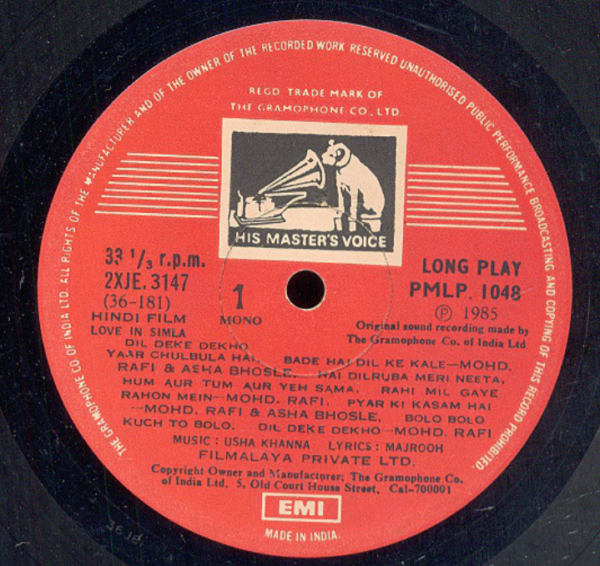 THE GRAMOPHONE CO. OF INDIA LTD. ALL RIGHTS OF THE MANUFACTURER AND OF THE OWNER OF THE RECORDED WORK RESERVED UNAUTHORISED PUBLIC PERFORMANCE BROADCASTING AND COPYING OF THIS RECORD PROHIBITED.
REGD. TRADE MARK OF
THE GRAMOPHONE CO., LTD.
HIS MASTER'S VOICE
33 1/3 r.p.m.
2XJE. 3147
(36-181)
1
MONO
LONG PLAY
PMLP. 1048
Ⓟ 1985
Original sound recording made by
The Gramophone Co. of India Ltd.
HINDI FILM
LOVE IN SIMLA
DIL DEKE DEKHO
YAAR CHULBULA HAI. BADE HAI DIL KE KALE—MOHD.
RAFI & ASHA BHOSLE. HAI DILRUBA MERI NEETA,
HUM AUR TUM AUR YEH SAMA. RAHI MIL GAYE
RAHON MEIN—MOHD. RAFI. PYAR KI KASAM HAI
—MOHD. RAFI & ASHA BHOSLE. BOLO BOLO
KUCH TO BOLO. DIL DEKE DEKHO—MOHD. RAFI
MUSIC : USHA KHANNA LYRICS : MAJROOH
FILMALAYA PRIVATE LTD.
Copyright Owner and Manufacturer: The Gramophone Co.
of India Ltd. 5, Old Court House Street, Cal-700001
EMI
MADE IN INDIA.